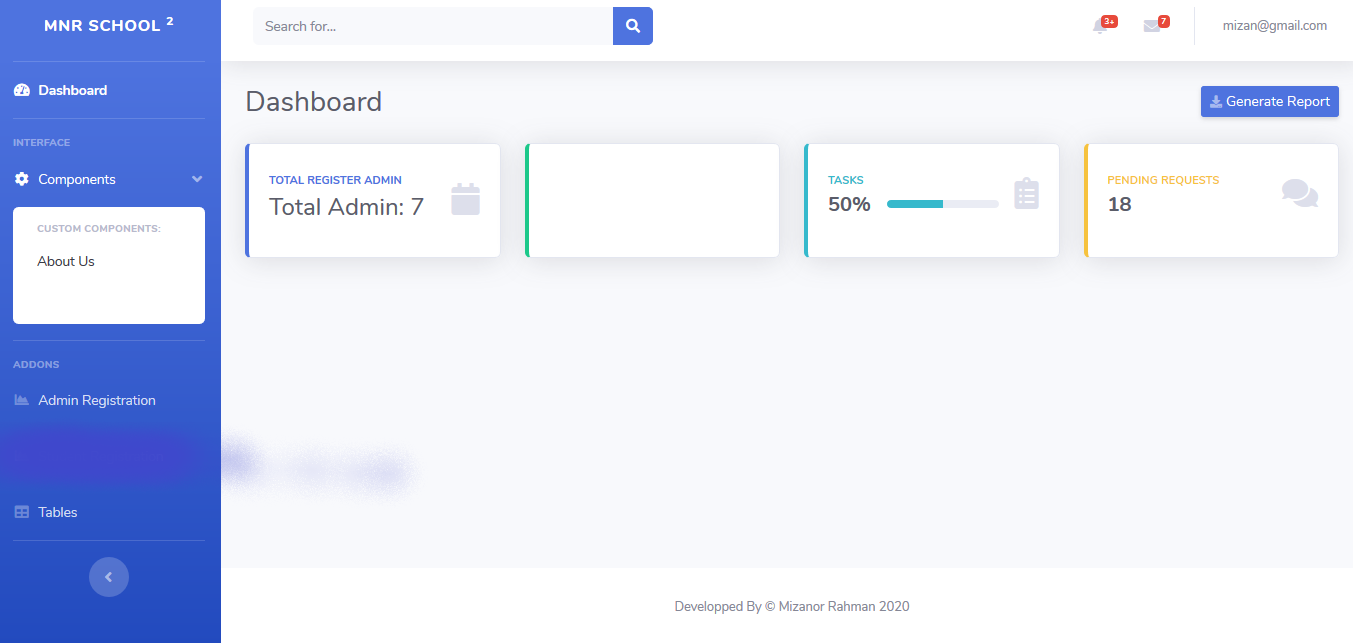 MNR SCHOOL 2
Search for...
3+
7
mizan@gmail.com
Dashboard
INTERFACE
Components
CUSTOM COMPONENTS:
About Us
ADDONS
Admin Registration
Tables
Dashboard
Generate Report
TOTAL REGISTER ADMIN
Total Admin: 7
TASKS
50%
PENDING REQUESTS
18
Developped By © Mizanor Rahman 2020